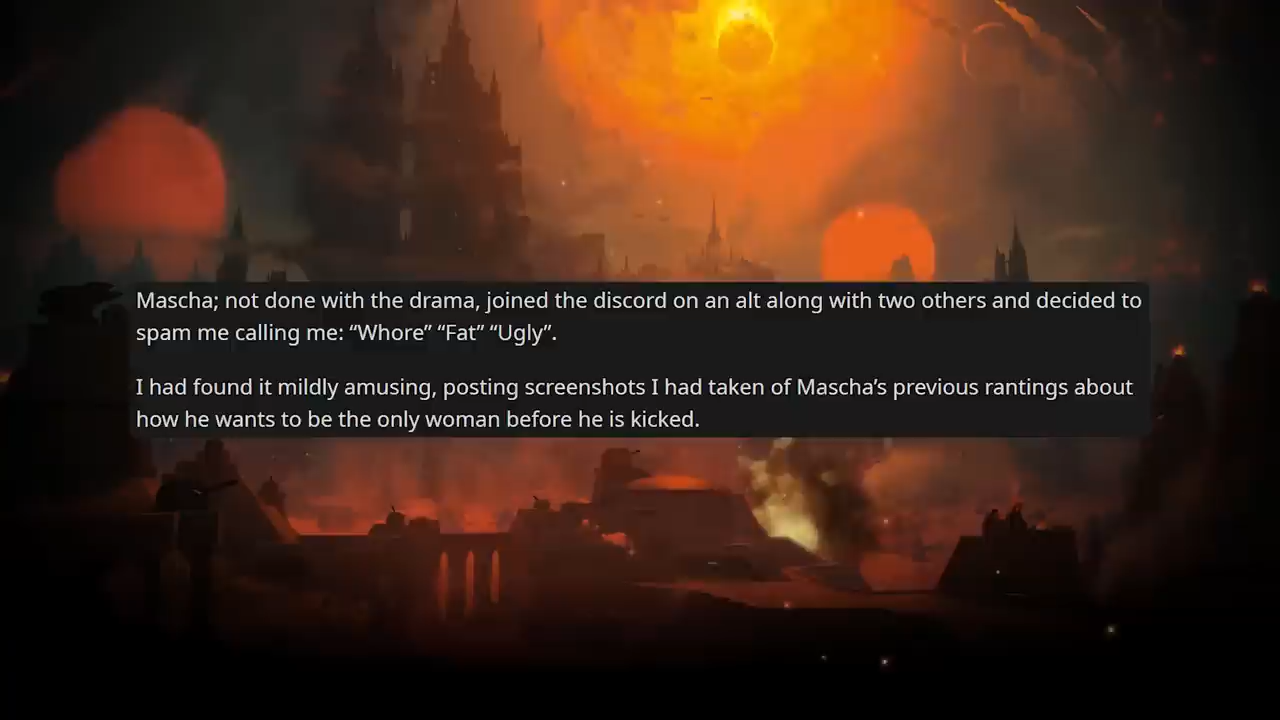 Mascha; not done with the drama, joined the discord on an alt along with two others and decided to
spam me calling me: “Whore” “Fat” “Ugly”.
I had found it mildly amusing, posting screenshots I had taken of Mascha’s previous rantings about
how he wants to be the only woman before he is kicked.